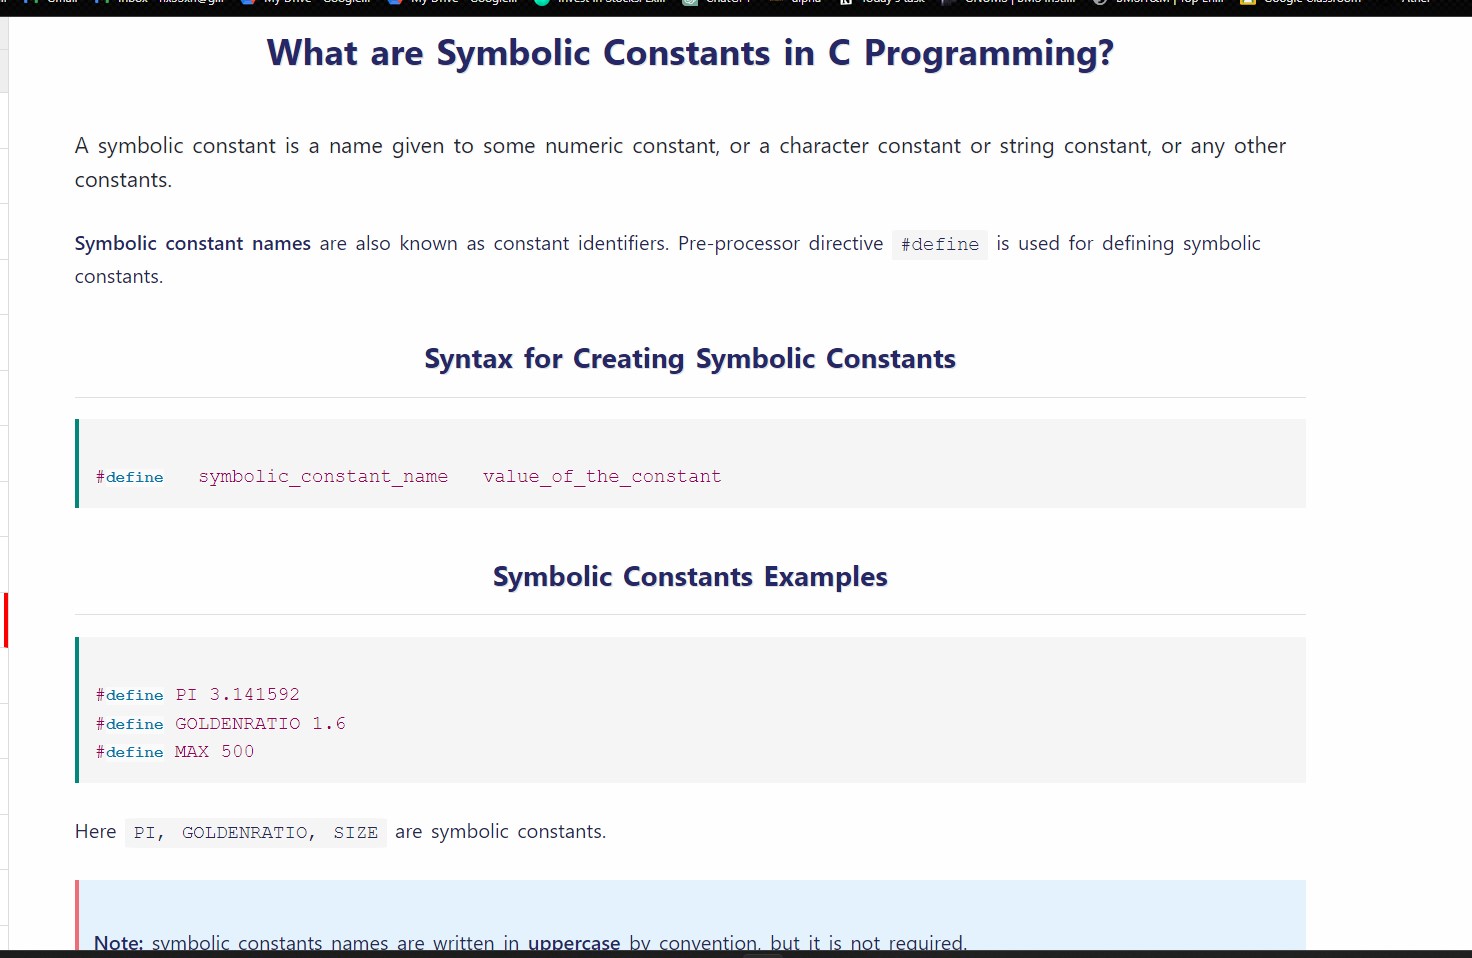 What are Symbolic Constants in C Programming?
A symbolic constant is a name given to some numeric constant, or a character constant or string constant, or any other
constants.
Symbolic constant names are also known as constant identifiers. Pre-processor directive #define is used for defining symbolic
constants.
Syntax for Creating Symbolic Constants
#define symbolic_constant_name value_of_the_constant
Symbolic Constants Examples
#define PI 3.141592
#define GOLDENRATIO 1.6
#define MAX 500
Here PI, GOLDENRATIO, SIZE are symbolic constants.
Note: symbolic constants names are written in uppercase by convention, but it is not required.